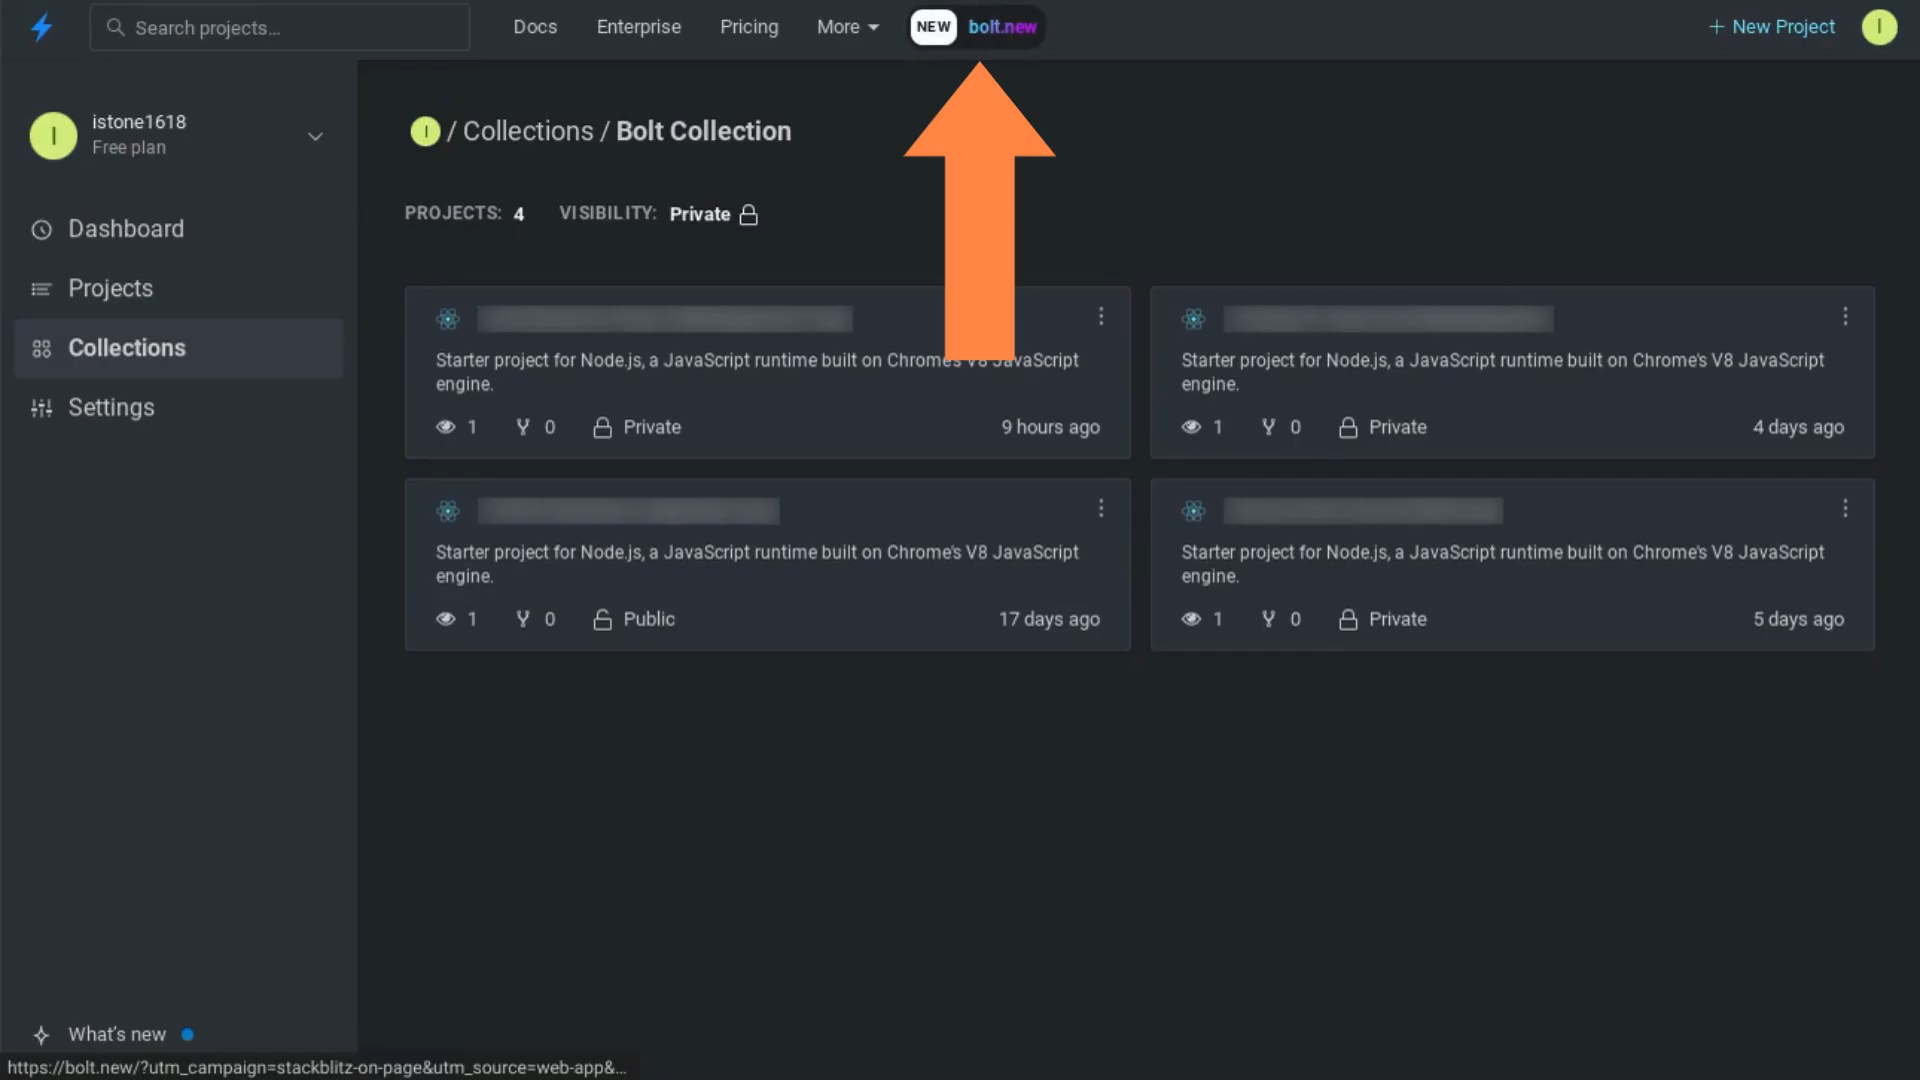 Search projects...
Docs
Enterprise
Pricing
More
NEW bolt.new
+ New Project
I
I
istone1618
Free plan
Dashboard
Projects
Collections
Settings
What's new
I / Collections / Bolt Collection
PROJECTS: 4 VISIBILITY: Private
Starter project for Node.js, a JavaScript runtime built on Chrome's V8 JavaScript
engine.
1 0 Private 9 hours ago
Starter project for Node.js, a JavaScript runtime built on Chrome's V8 JavaScript
engine.
1 0 Private 4 days ago
Starter project for Node.js, a JavaScript runtime built on Chrome's V8 JavaScript
engine.
1 0 Public 17 days ago
Starter project for Node.js, a JavaScript runtime built on Chrome's V8 JavaScript
engine.
1 0 Private 5 days ago
https://bolt.new/?utm_campaign=stackblitz-on-page&utm_source=web-app&...